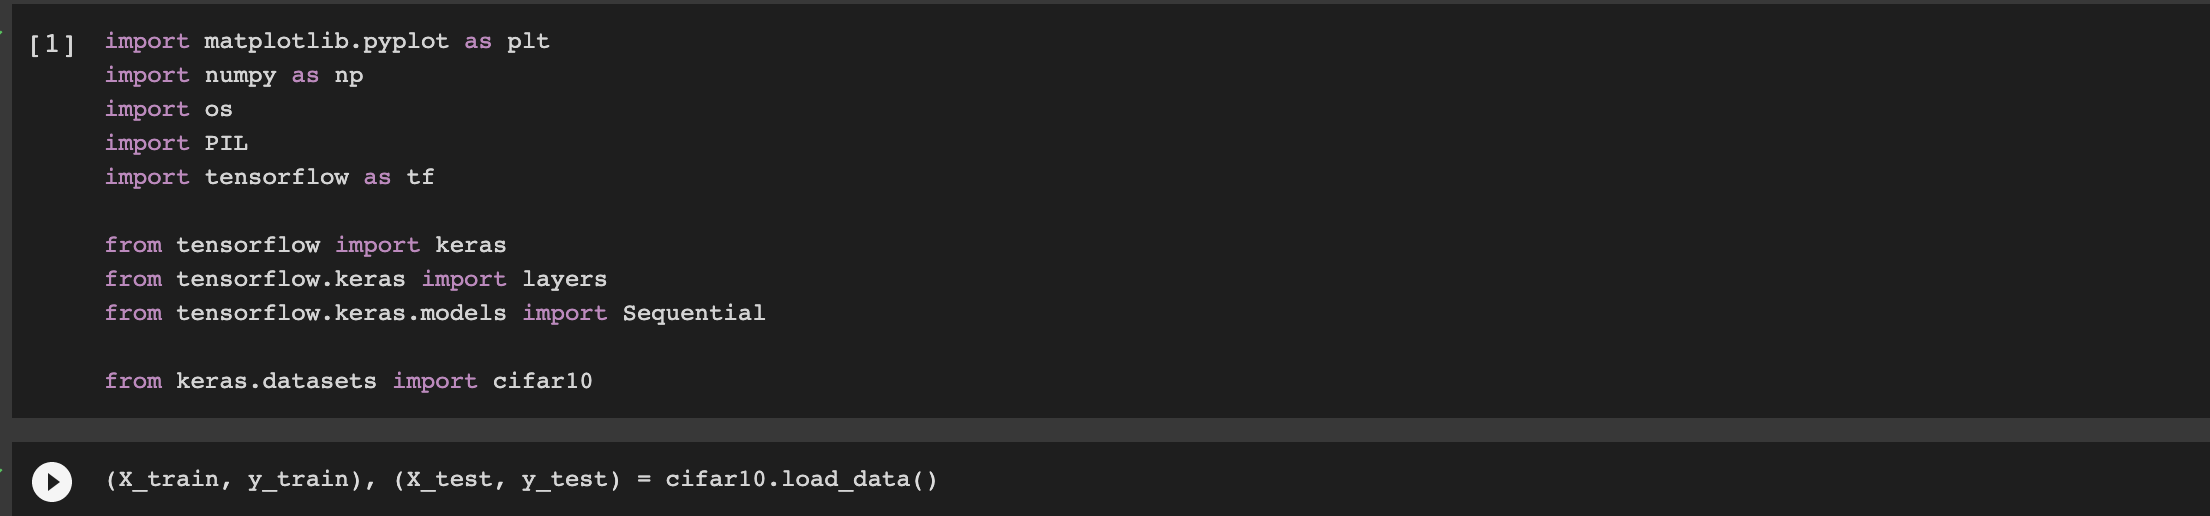 [1] import matplotlib.pyplot as plt
import numpy as np
import os
import PIL
import tensorflow as tf
from tensorflow import keras
from tensorflow.keras import layers
from tensorflow.keras.models import Sequential
from keras.datasets import cifar10
(X_train, y_train), (X_test, y_test) = cifar10.load_data()